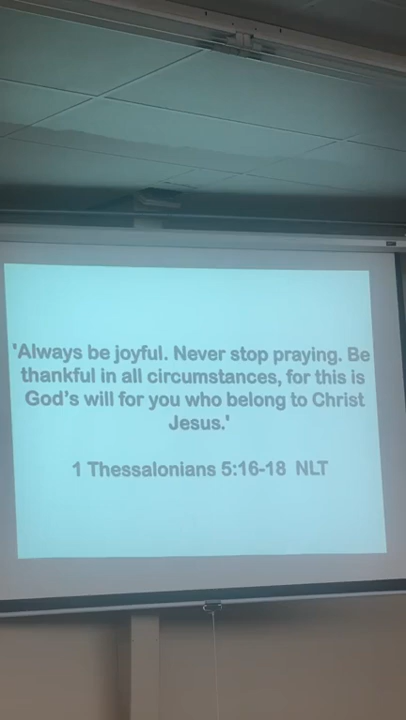 'Always be joyful. Never stop praying. Be
thankful in all circumstances, for this is
God's will for you who belong to Christ
Jesus.'
1 Thessalonians 5:16-18 NLT